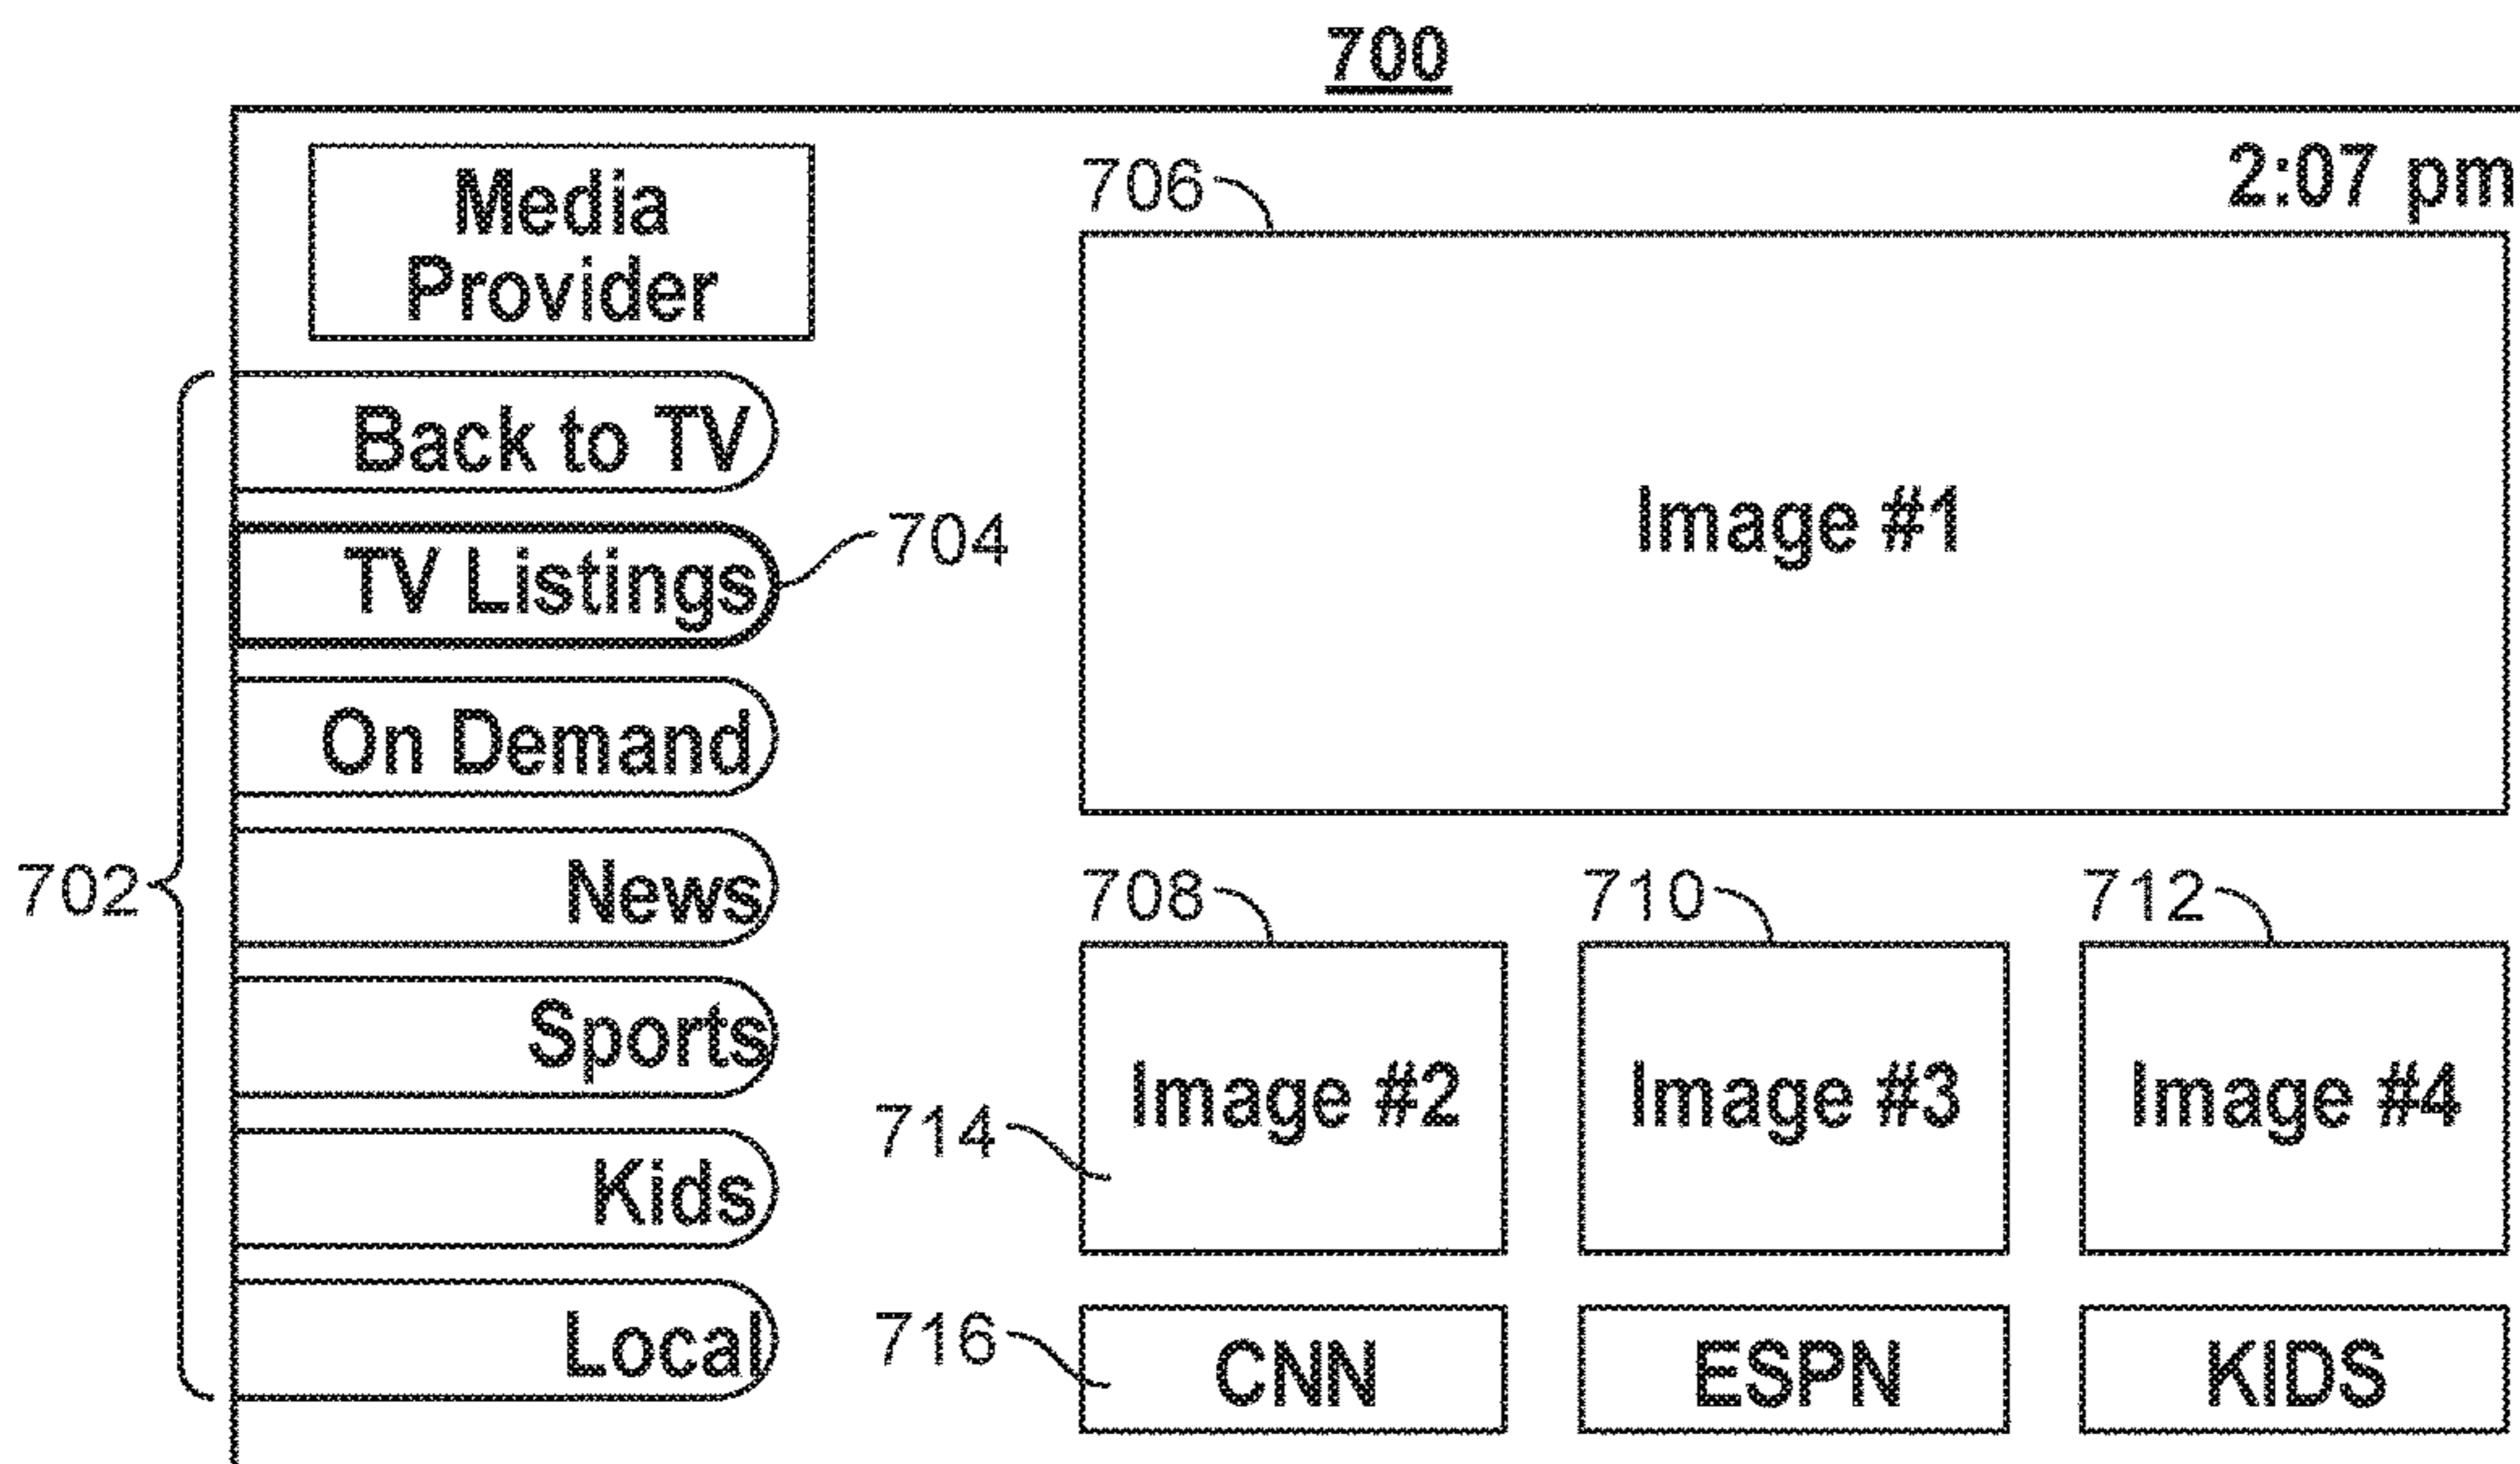 700
2:07 pm
Media
Provider
706
Image #1
702
Back to TV
TV Listings
704
On Demand
News
Sports
Kids
Local
708
710
712
Image #2
Image #3
Image #4
714
716
CNN
ESPN
KIDS